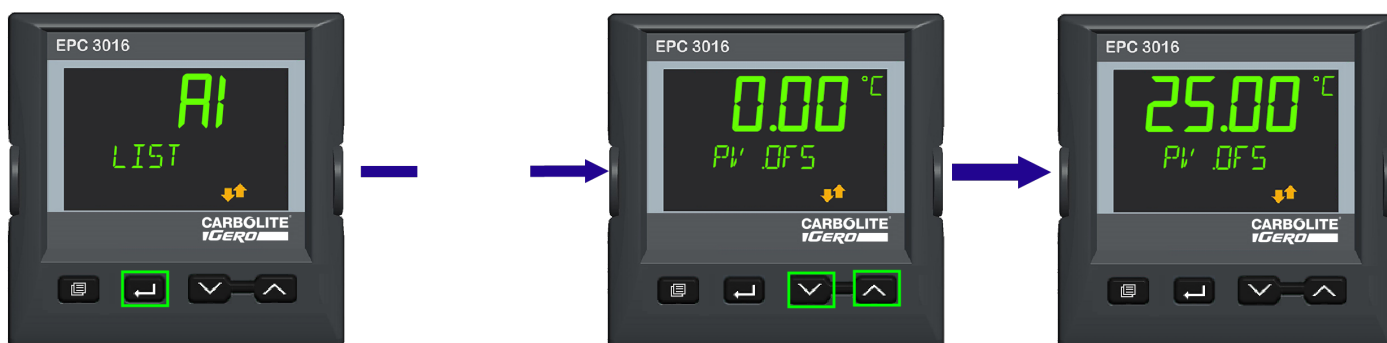 EPC 3016
AI
LIST
CARBOLITE
GERO
EPC 3016
0.00 °C
PV .OFS
CARBOLITE
GERO
EPC 3016
25.00 °C
PV .OFS
CARBOLITE
GERO